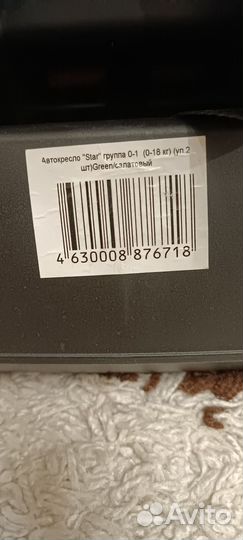 Автокресло "Star" группа 0-1 (0-18 кг) (уп 2
шт)Green/салатовый
4 630008 876718
Avito